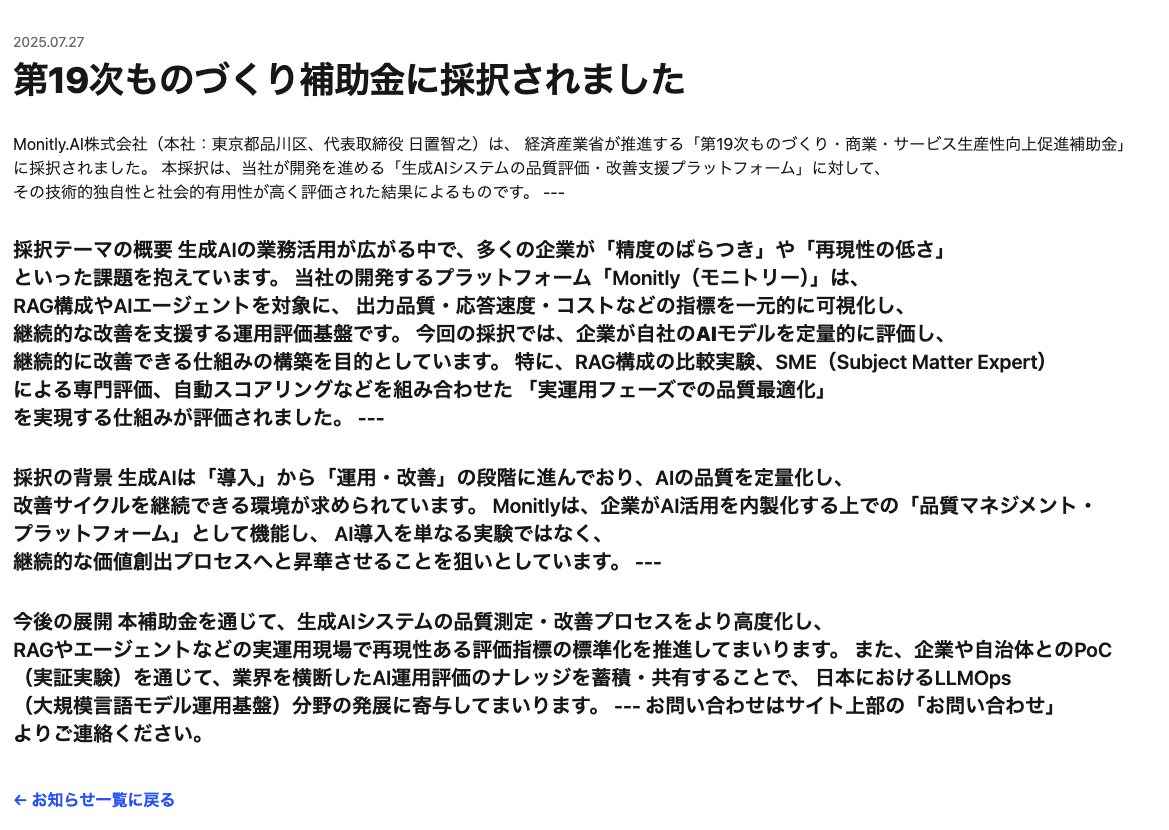 2025.07.27
第19次ものづくり補助金に採択されました
Monitly.AI株式会社（本社：東京都品川区、代表取締役 日置智之）は、 経済産業省が推進する「第19次ものづくり・商業・サービス生産性向上促進補助金」
に採択されました。 本採択は、当社が開発を進める「生成AIシステムの品質評価・改善支援プラットフォーム」に対して、
その技術的独自性と社会的有用性が高く評価された結果によるものです。 ---
採択テーマの概要 生成AIの業務活用が広がる中で、多くの企業が「精度のばらつき」や「再現性の低さ」
といった課題を抱えています。 当社の開発するプラットフォーム「Monitly（モニトリー）」は、
RAG構成やAIエージェントを対象に、 出力品質・応答速度・コストなどの指標を一元的に可視化し、
継続的な改善を支援する運用評価基盤です。 今回の採択では、企業が自社のAIモデルを定量的に評価し、
継続的に改善できる仕組みの構築を目的としています。 特に、RAG構成の比較実験、SME（Subject Matter Expert）
による専門評価、自動スコアリングなどを組み合わせた 「実運用フェーズでの品質最適化」
を実現する仕組みが評価されました。 ---
採択の背景 生成AIは「導入」から「運用・改善」の段階に進んでおり、AIの品質を定量化し、
改善サイクルを継続できる環境が求められています。 Monitlyは、企業がAI活用を内製化する上での「品質マネジメント・
プラットフォーム」として機能し、 AI導入を単なる実験ではなく、
継続的な価値創出プロセスへと昇華させることを狙いとしています。 ---
今後の展開 本補助金を通じて、生成AIシステムの品質測定・改善プロセスをより高度化し、
RAGやエージェントなどの実運用現場で再現性ある評価指標の標準化を推進してまいります。 また、企業や自治体とのPoC
（実証実験）を通じて、業界を横断したAI運用評価のナレッジを蓄積・共有することで、 日本におけるLLMOps
（大規模言語モデル運用基盤）分野の発展に寄与してまいります。 --- お問い合わせはサイト上部の「お問い合わせ」
よりご連絡ください。
← お知らせ一覧に戻る